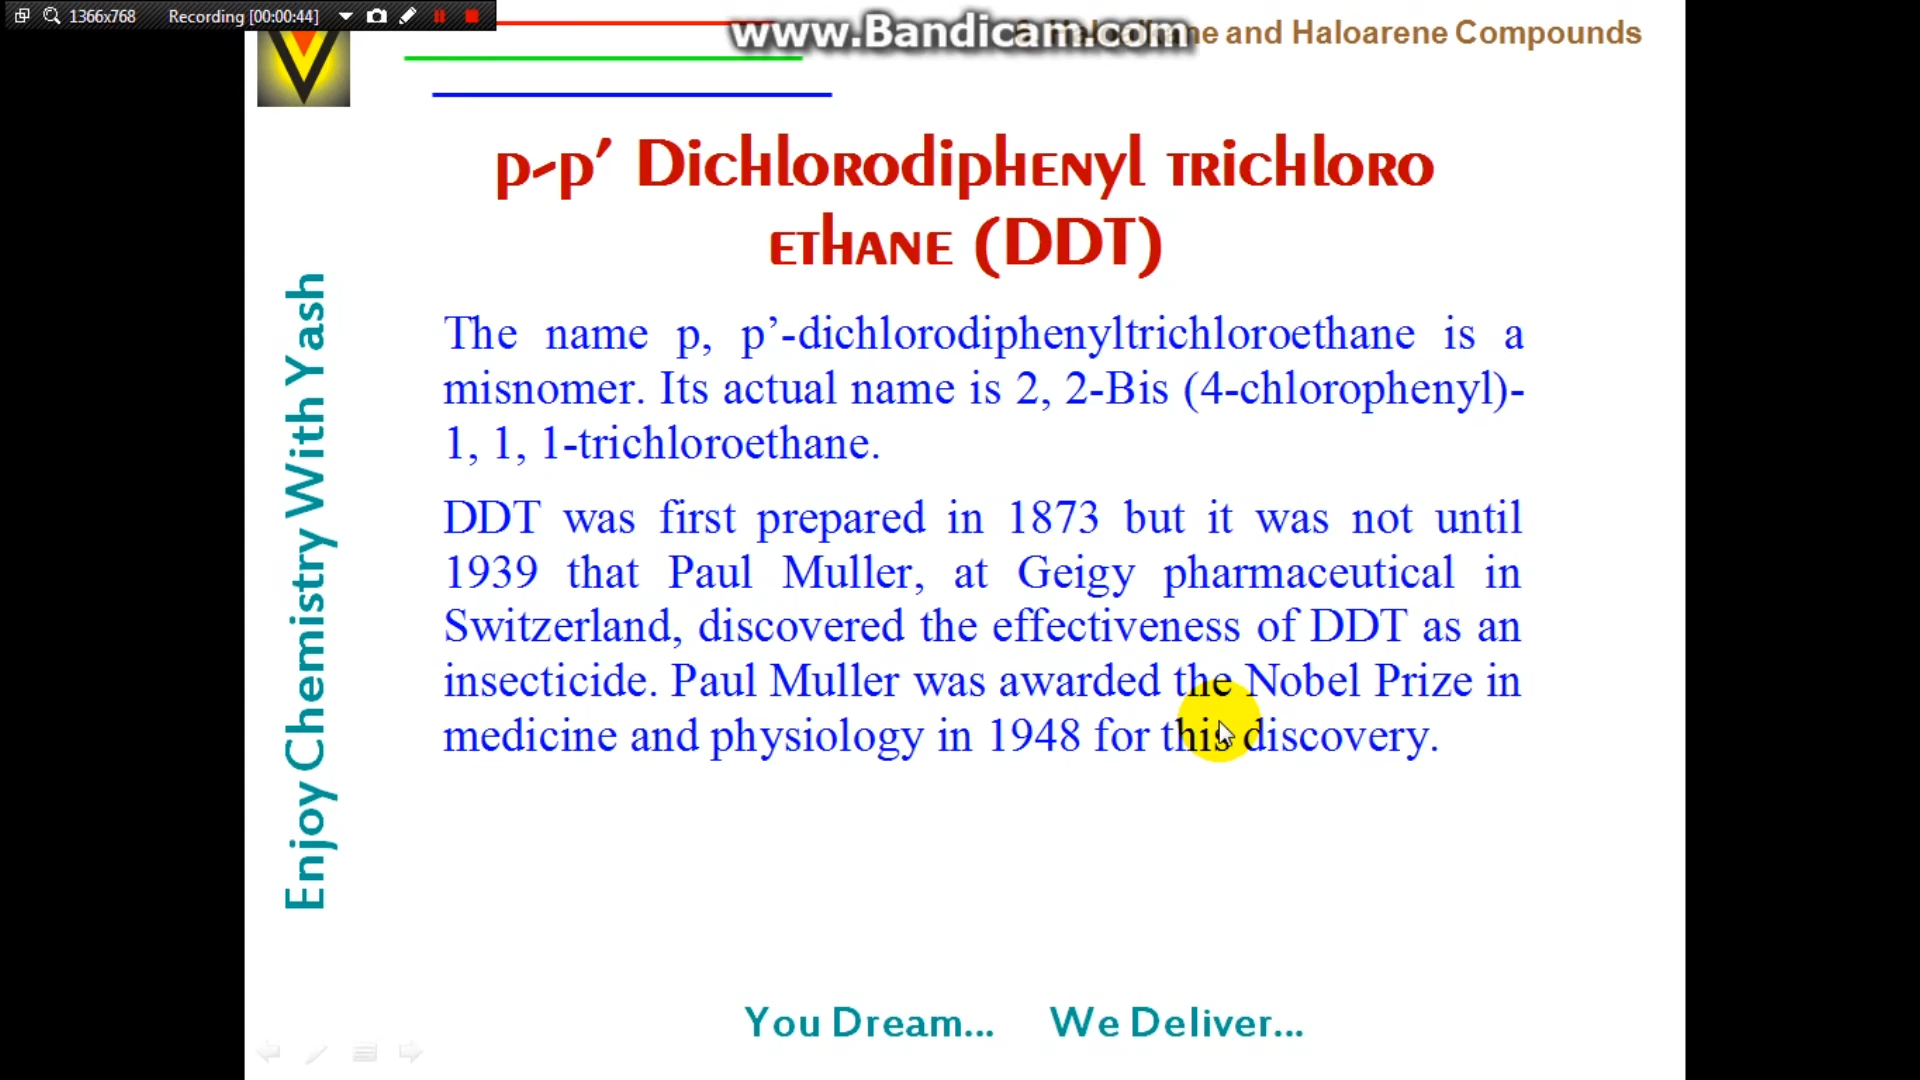 1366x768 Recording [00:00:44]
www.Bandicam.com
and Haloarene Compounds
p-p’ Dichlorodiphenyl trichloro
ethane (DDT)
The name p, p’-dichlorodiphenyltrichloroethane is a
misnomer. Its actual name is 2, 2-Bis (4-chlorophenyl)-
1, 1, 1-trichloroethane.
DDT was first prepared in 1873 but it was not until
1939 that Paul Muller, at Geigy pharmaceutical in
Switzerland, discovered the effectiveness of DDT as an
insecticide. Paul Muller was awarded the Nobel Prize in
medicine and physiology in 1948 for this discovery.
Enjoy Chemistry With Yash
You Dream... We Deliver...